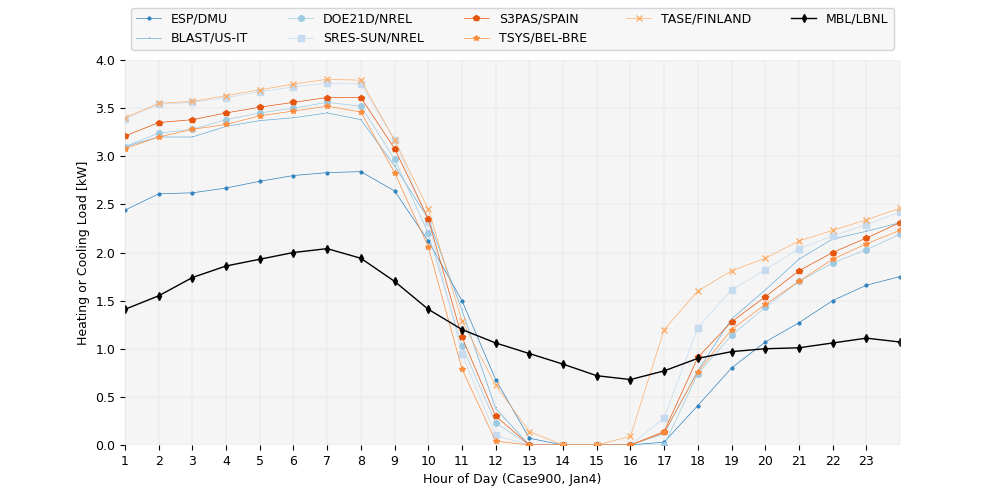 ESP/DMU DOE21D/NREL S3PAS/SPAIN TASE/FINLAND MBL/LBNL
BLAST/US-IT SRES-SUN/NREL TSYS/BEL-BRE
4.0
3.5
3.0
2.5
2.0
1.5
1.0
0.5
0.0
Heating or Cooling Load [kW]
1 2 3 4 5 6 7 8 9 10 11 12 13 14 15 16 17 18 19 20 21 22 23
Hour of Day (Case900, Jan4)